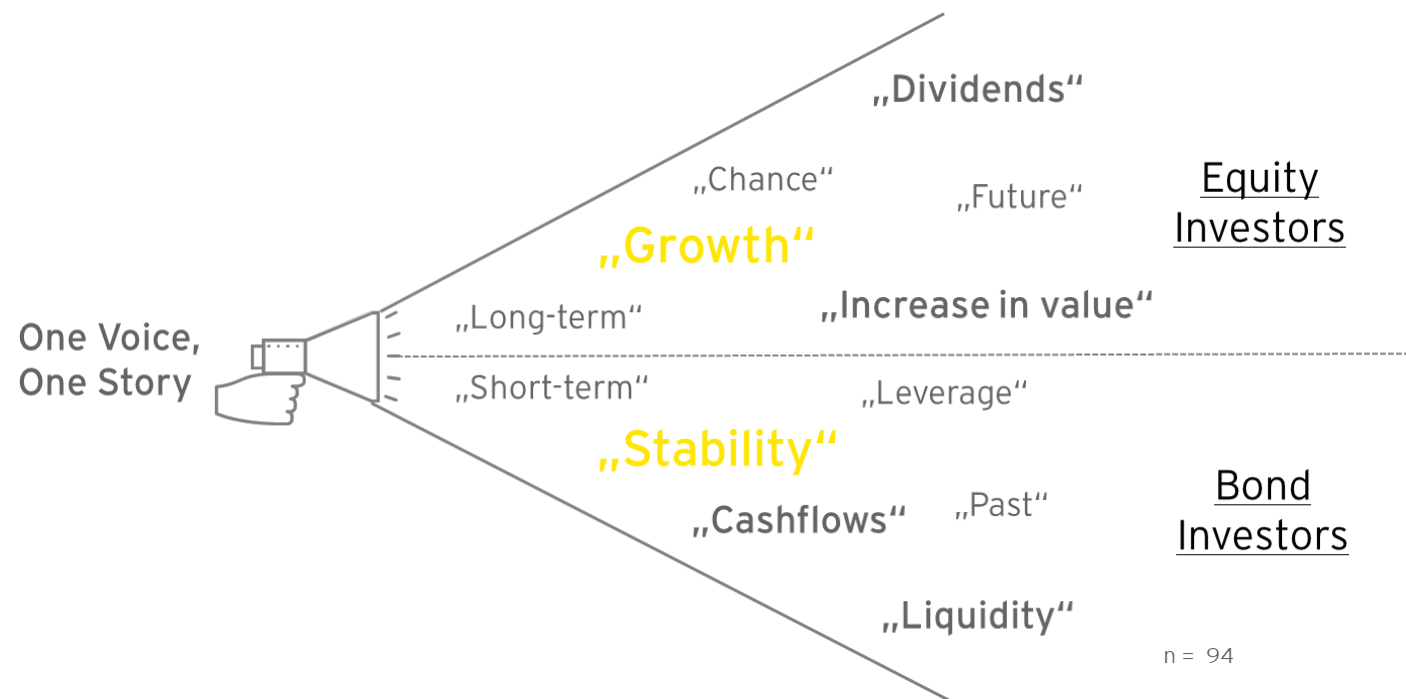 One Voice,
One Story
„Dividends“
„Chance“
„Future“
„Growth“
„Long-term“
„Increase in value“
Equity
Investors
„Short-term“
„Leverage“
„Stability“
„Cashflows“
„Past“
„Liquidity“
Bond
Investors
n = 94